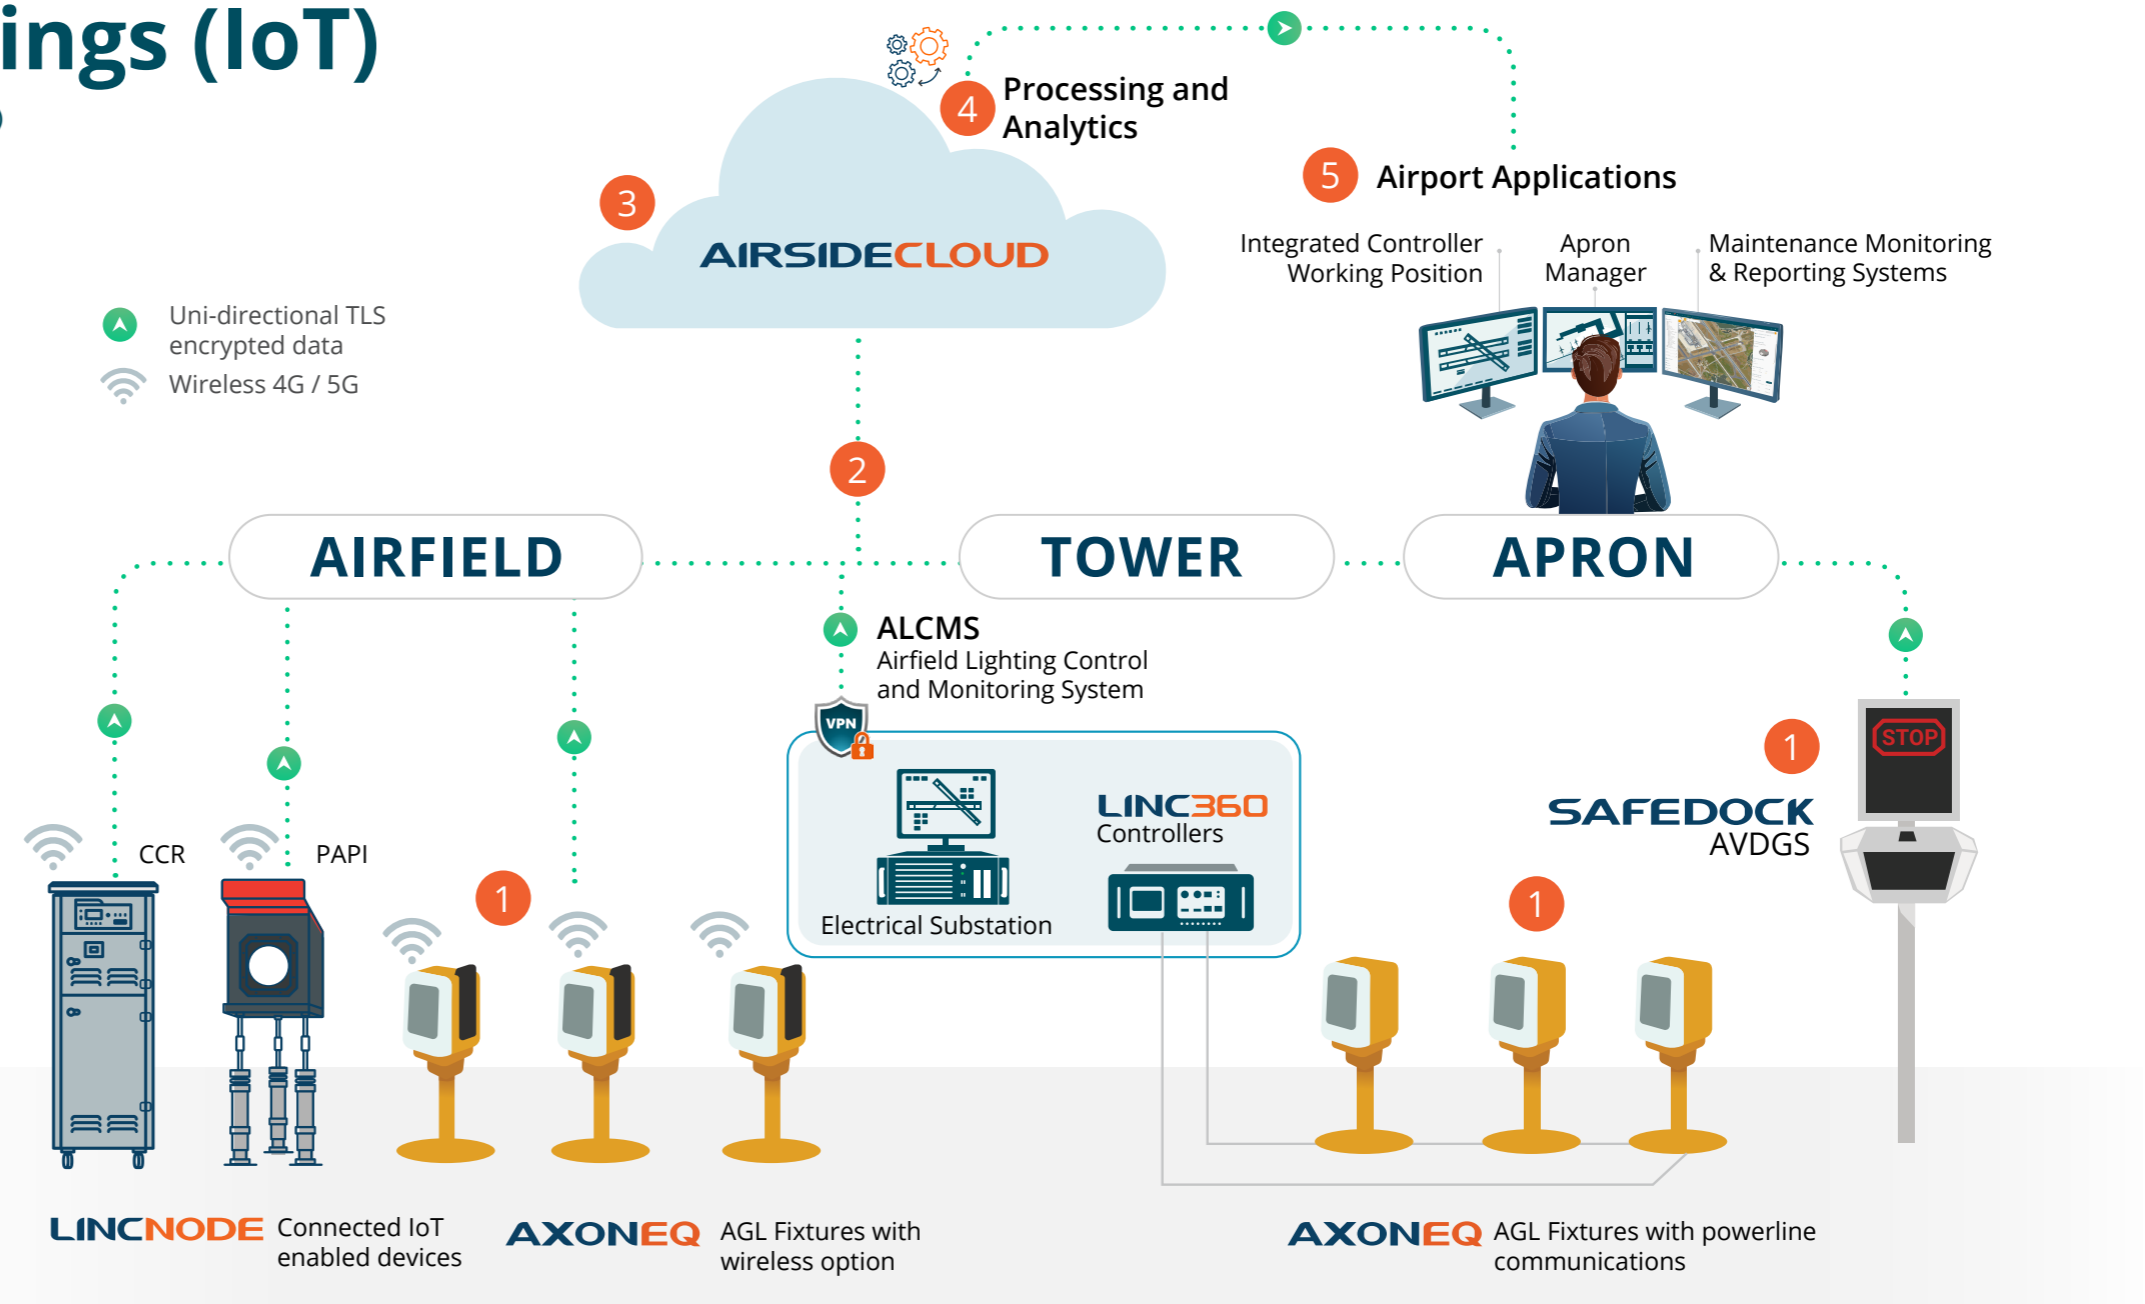 ings (IoT)
4
Processing and
Analytics
3
AIRSIDECLOUD
5
Airport Applications
Integrated Controller
Working Position
Apron
Manager
Maintenance Monitoring
& Reporting Systems
Uni-directional TLS
encrypted data
Wireless 4G / 5G
2
AIRFIELD
TOWER
APRON
ALCMS
Airfield Lighting Control
and Monitoring System
VPN
LINC360
Controllers
Electrical Substation
1
STOP
SAFEDOCK
AVDGS
CCR
PAPI
1
1
LINCNODE
Connected IoT
enabled devices
AXONEQ
AGL Fixtures with
wireless option
AXONEQ
AGL Fixtures with powerline
communications